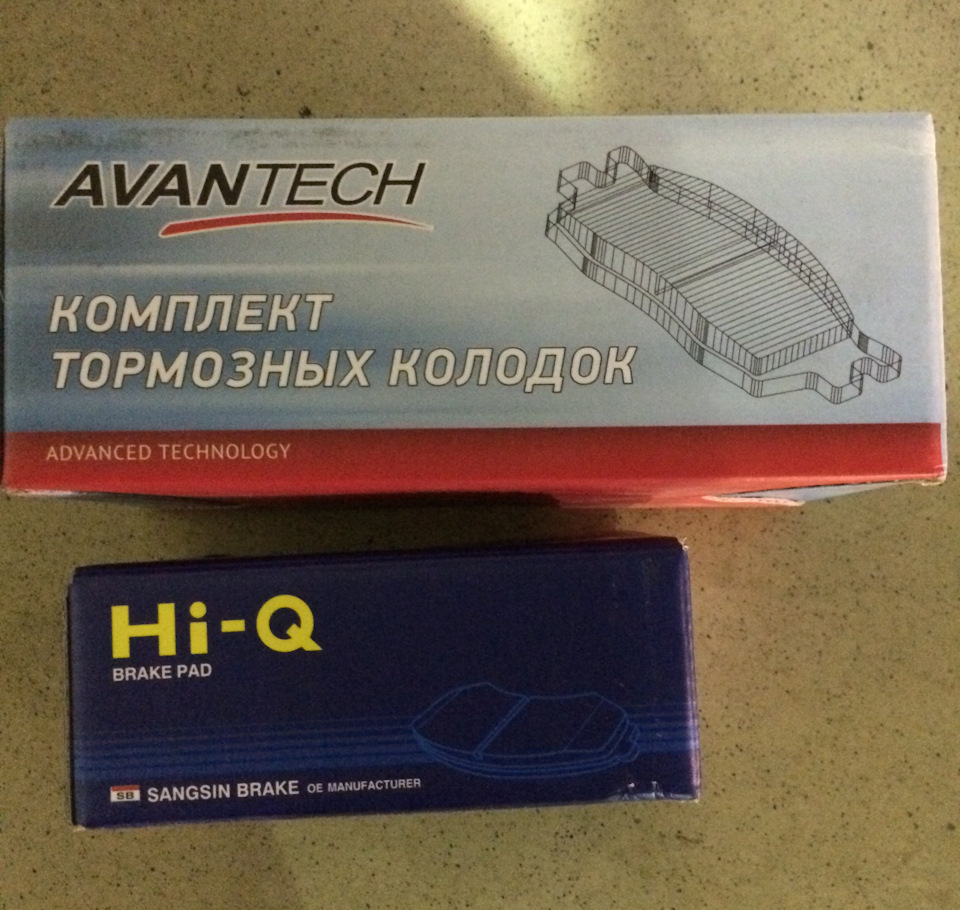 AVANTECH
КОМПЛЕКТ
ТОРМОЗНЫХ КОЛОДОК
ADVANCED TECHNOLOGY
Hi-Q
BRAKE PAD
SB SANGSIN BRAKE OE MANUFACTURER